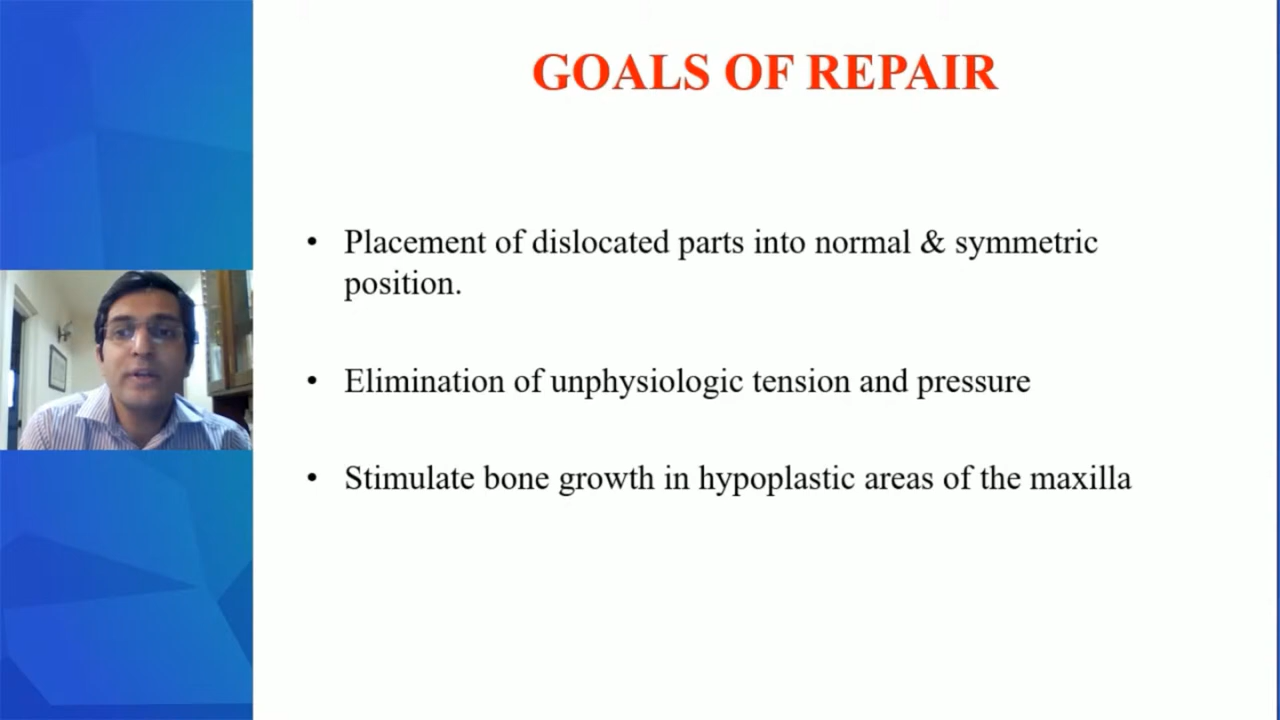 GOALS OF REPAIR
• Placement of dislocated parts into normal & symmetric
position.
• Elimination of unphysiologic tension and pressure
• Stimulate bone growth in hypoplastic areas of the maxilla